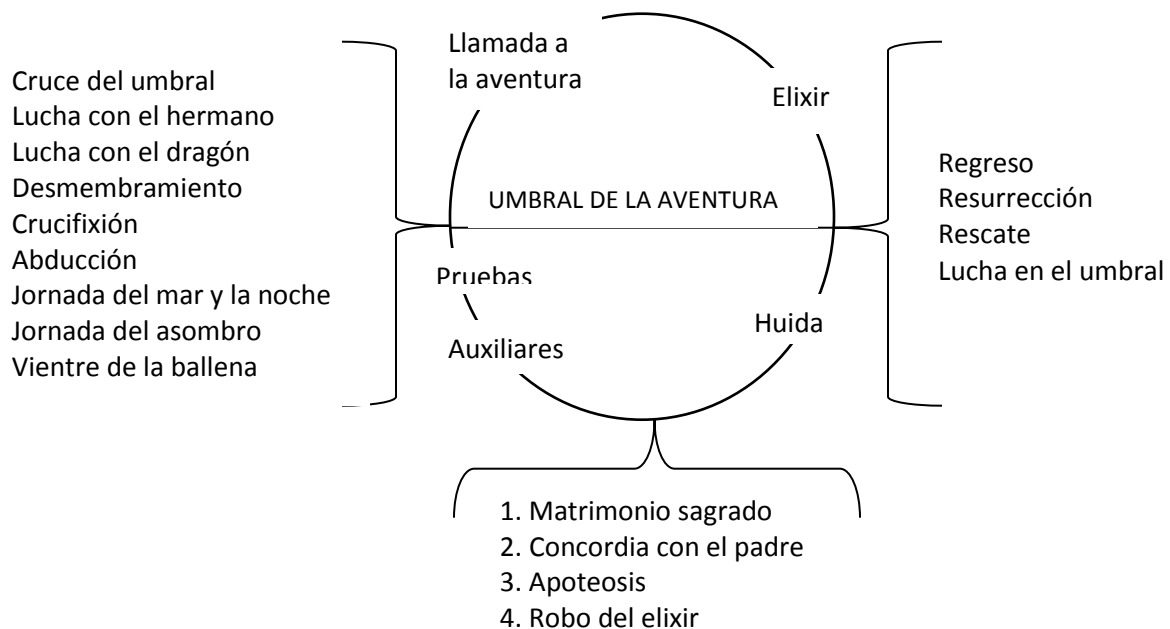 Llamada a
la aventura
Elixir
Cruce del umbral
Lucha con el hermano
Lucha con el dragón
Desmembramiento
Crucifixión
Abducción
Jornada del mar y la noche
Jornada del asombro
Vientre de la ballena
UMBRAL DE LA AVENTURA
Regreso
Resurrección
Rescate
Lucha en el umbral
Pruebas
Auxiliares
Huida
1. Matrimonio sagrado
2. Concordia con el padre
3. Apoteosis
4. Robo del elixir